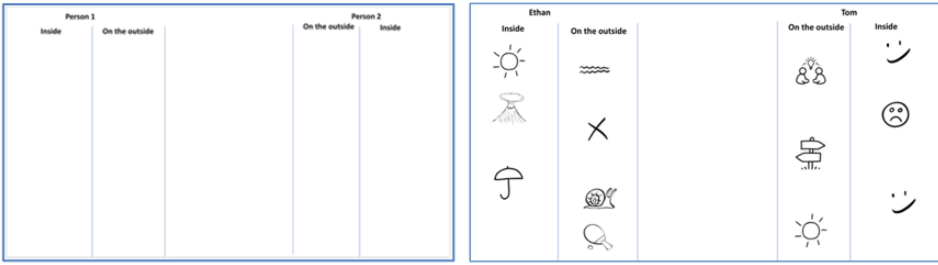 Person 1
Person 2
Inside
On the outside
On the outside
Inside
Ethan
Tom
Inside
On the outside
On the outside
Inside